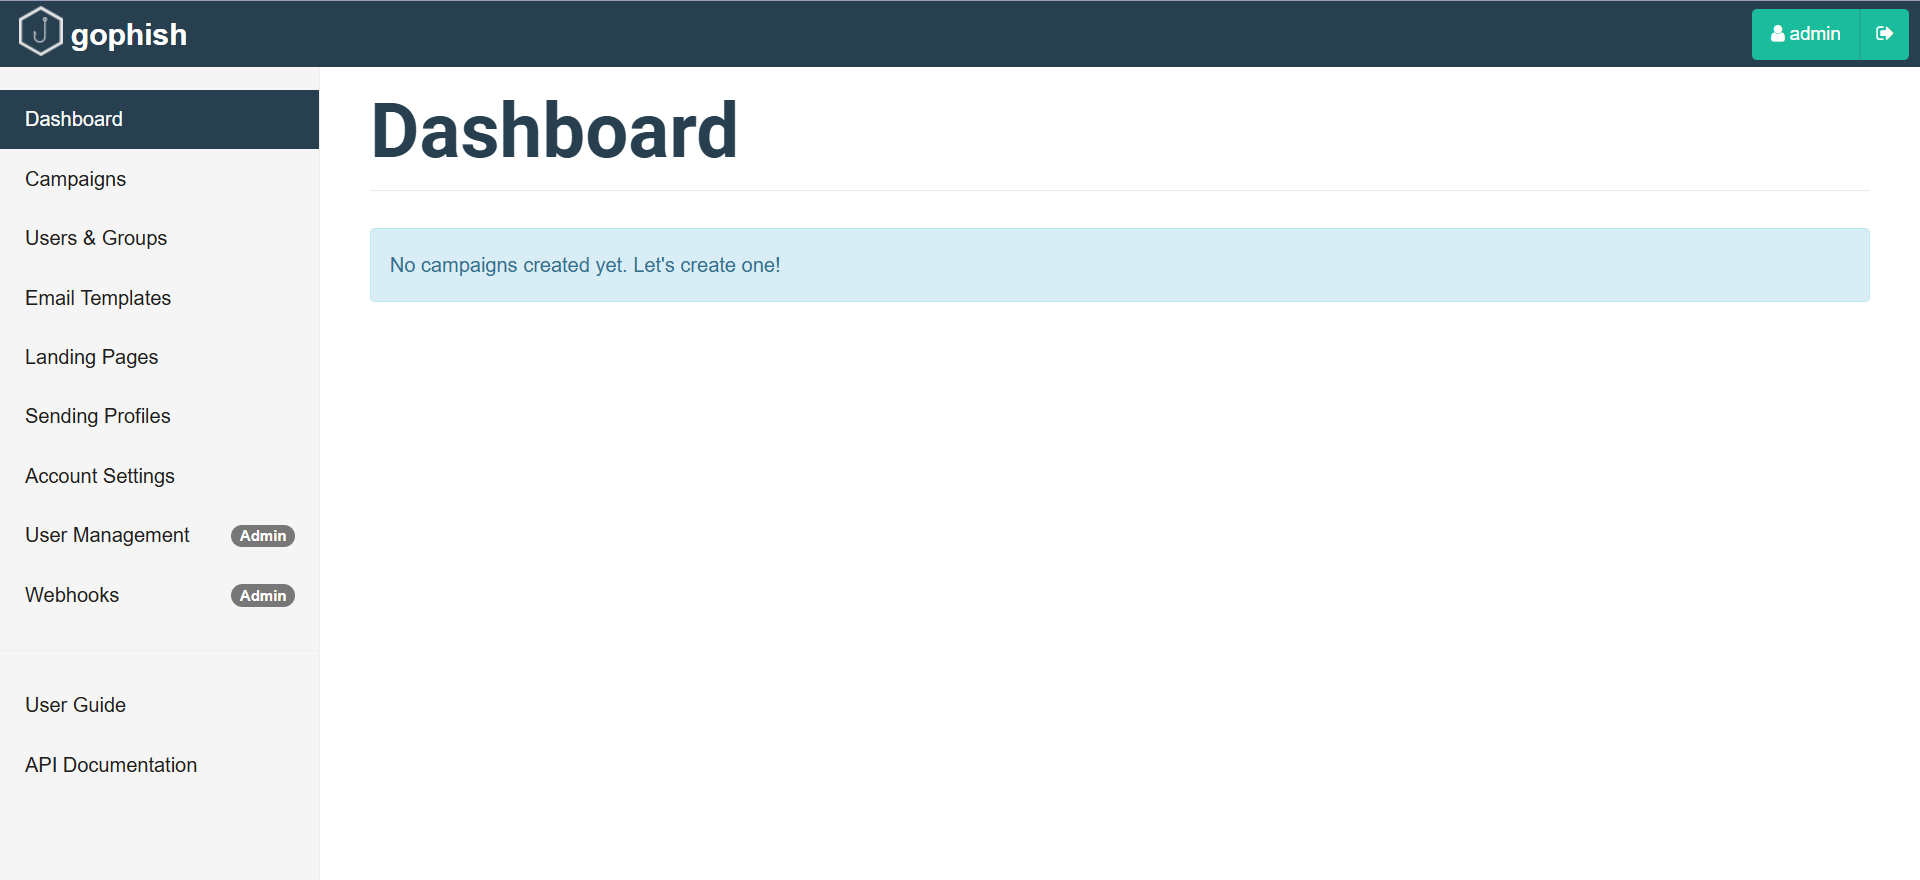 gophish
admin
Dashboard
Campaigns
Users & Groups
Email Templates
Landing Pages
Sending Profiles
Account Settings
User Management Admin
Webhooks Admin
User Guide
API Documentation
Dashboard
No campaigns created yet. Let's create one!